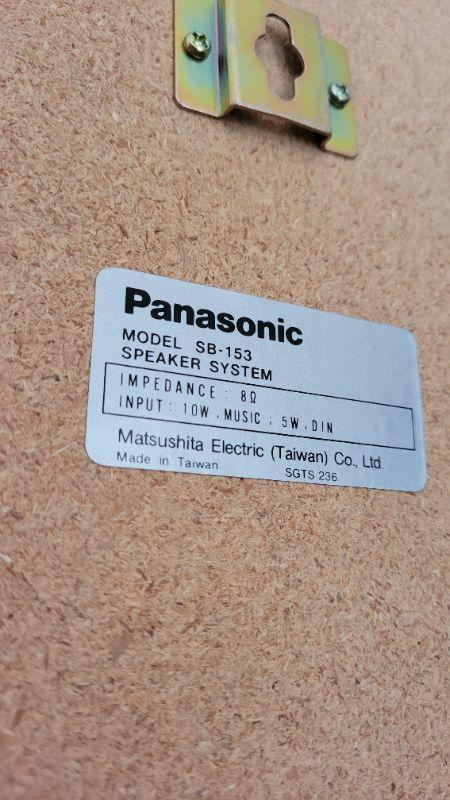 Panasonic
MODEL SB-153
SPEAKER SYSTEM
IMPEDANCE : 8Ω
INPUT : 10W . MUSIC ; 5W . DIN
Matsushita Electric (Taiwan) Co., Ltd.
Made in Taiwan SGTS 236